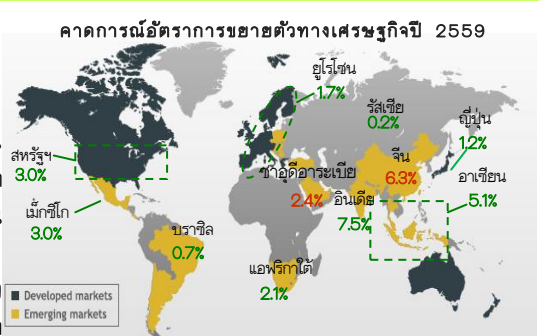 คาดการณ์อัตราการขยายตัวทางเศรษฐกิจปี 2559
ยูโรโซน
1.7%
รัสเซีย
0.2%
ญี่ปุ่น
1.2%
สหรัฐฯ
3.0%
จีน
6.3%
ซาอุดีอาระเบีย
2.4%
อาเซียน
5.1%
อินเดีย
7.5%
เม็กซิโก
3.0%
บราซิล
0.7%
แอฟริกาใต้
2.1%
Developed markets
Emerging markets